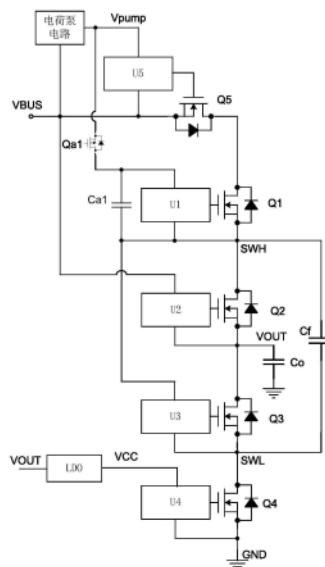 电荷泵
电路
Vpump
U5
VBUS
Q5
Qa1
Ca1
U1
Q1
SWH
U2
Q2
VOUT
Cf
Co
U3
Q3
SWL
VOUT
LDO
VCC
U4
Q4
GND